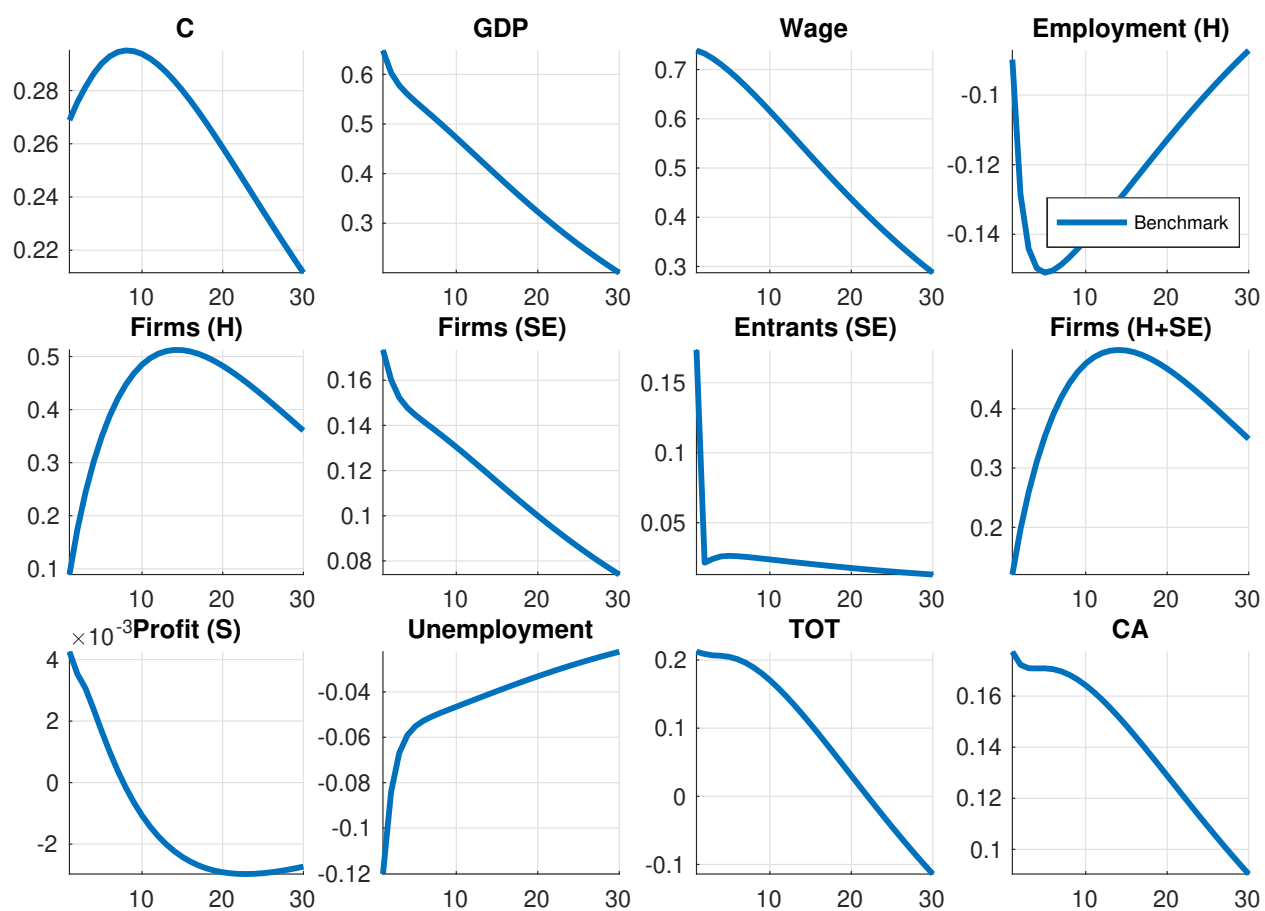 C
GDP
Wage
Employment (H)
0.28
0.26
0.24
0.22
10 20 30
0.6
0.5
0.4
0.3
10 20 30
0.7
0.6
0.5
0.4
0.3
10 20 30
-0.1
-0.12
-0.14
Benchmark
10 20 30
Firms (H)
Firms (SE)
Entrants (SE)
Firms (H+SE)
0.5
0.4
0.3
0.2
0.1
10 20 30
0.16
0.14
0.12
0.1
0.08
10 20 30
0.15
0.1
0.05
10 20 30
0.4
0.3
0.2
10 20 30
×10⁻³ Profit (S)
Unemployment
TOT
CA
4
2
0
-2
10 20 30
-0.04
-0.06
-0.08
-0.1
-0.12
10 20 30
0.2
0.1
0
-0.1
10 20 30
0.16
0.14
0.12
0.1
10 20 30